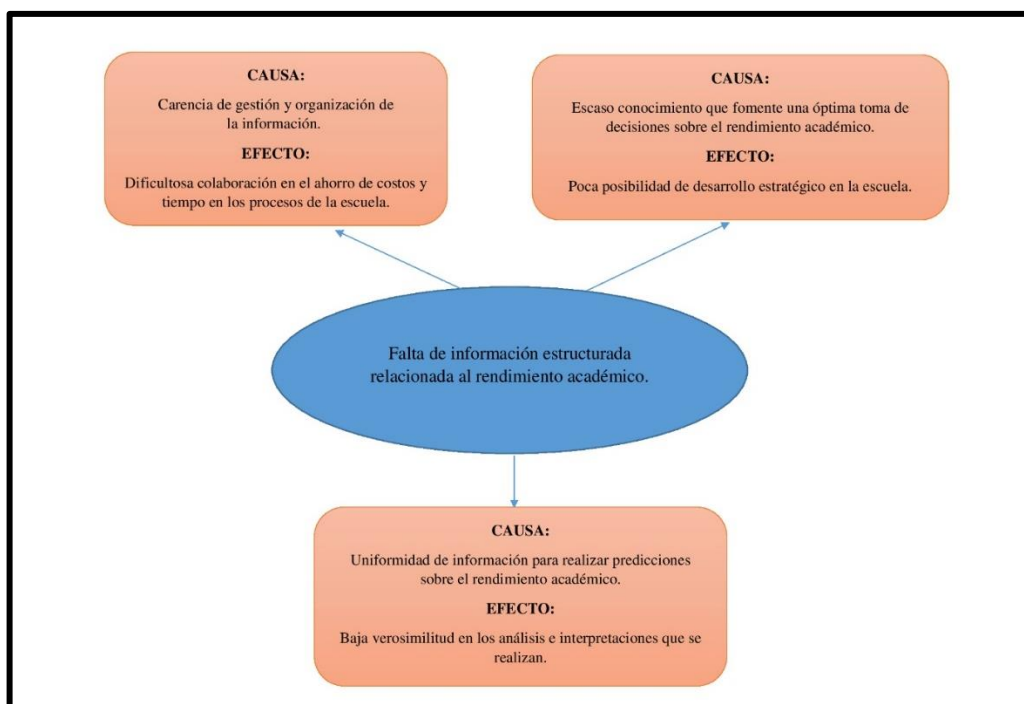 CAUSA:
Carencia de gestión y organización de
la información.
EFECTO:
Dificultosa colaboración en el ahorro de costos y
tiempo en los procesos de la escuela.
CAUSA:
Escaso conocimiento que fomente una óptima toma de
decisiones sobre el rendimiento académico.
EFECTO:
Poca posibilidad de desarrollo estratégico en la escuela.
Falta de información estructurada
relacionada al rendimiento académico.
CAUSA:
Uniformidad de información para realizar predicciones
sobre el rendimiento académico.
EFECTO:
Baja verosimilitud en los análisis e interpretaciones que se
realizan.